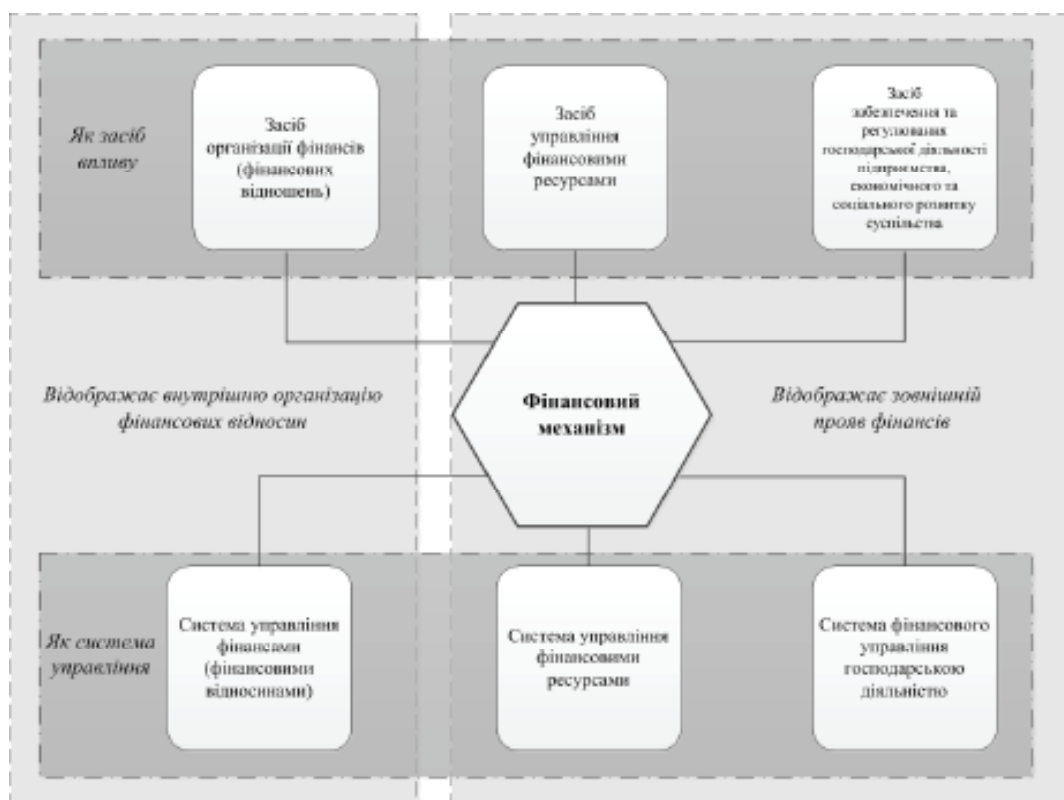 Як засіб
впливу
Засіб
організації фінансів
(фінансових
відношень)
Засіб
управління
фінансовими
ресурсами
Засіб
забезпечення та
регулювання
господарської діяльності
підприємства,
економічного та
соціального розвитку
суспільства
Відображає внутрішню організацію
фінансових відносин
Фінансовий
механізм
Відображає зовнішній
прояв фінансів
Як система
управління
Система управління
фінансами
(фінансовими
відносинами)
Система управління
фінансовими
ресурсами
Система фінансового
управління
господарською
діяльністю